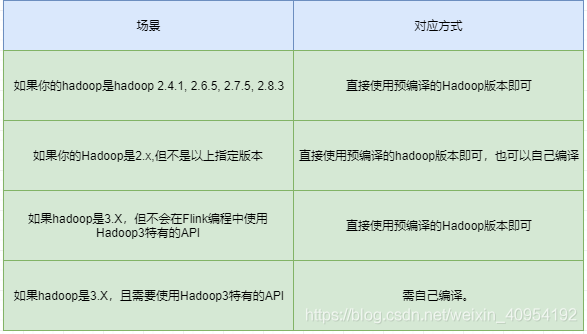 场景
对应方式
如果你的hadoop是hadoop 2.4.1, 2.6.5, 2.7.5, 2.8.3
直接使用预编译的Hadoop版本即可
如果你的Hadoop是2.x,但不是以上指定版本
直接使用预编译的hadoop版本即可，也可以自己编译
如果hadoop是3.X，但不会在Flink编程中使用
Hadoop3特有的API
直接使用预编译的Hadoop版本即可
如果hadoop是3.X，且需要使用Hadoop3特有的API
需自己编译。
https://blog.csdn.net/weixin_40954192